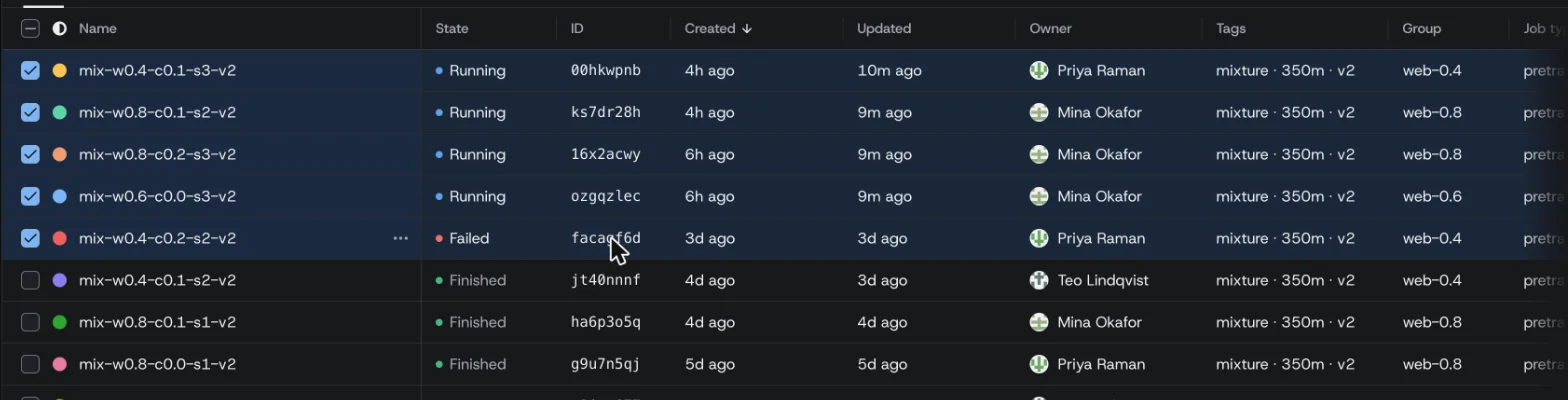 Name State ID Created ↓ Updated Owner Tags Group Job
mix-w0.4-c0.1-s3-v2 Running 00hkwpnb 4h ago 10m ago Priya Raman mixture · 350m · v2 web-0.4
mix-w0.8-c0.1-s2-v2 Running ks7dr28h 4h ago 9m ago Mina Okafor mixture · 350m · v2 web-0.8
mix-w0.8-c0.2-s3-v2 Running 16x2acwy 6h ago 9m ago Mina Okafor mixture · 350m · v2 web-0.8
mix-w0.6-c0.0-s3-v2 Running ozgqzlec 6h ago 9m ago Mina Okafor mixture · 350m · v2 web-0.6
mix-w0.4-c0.2-s2-v2 ··· Failed 3d ago 3d ago Priya Raman mixture · 350m · v2 web-0.4
mix-w0.4-c0.1-s2-v2 Finished jt40nnnf 4d ago 3d ago Teo Lindqvist mixture · 350m · v2 web-0.4
mix-w0.8-c0.1-s1-v2 Finished ha6p3o5q 4d ago 4d ago Mina Okafor mixture · 350m · v2 web-0.8
mix-w0.8-c0.0-s1-v2 Finished g9u7n5qj 5d ago 5d ago Priya Raman mixture · 350m · v2 web-0.8